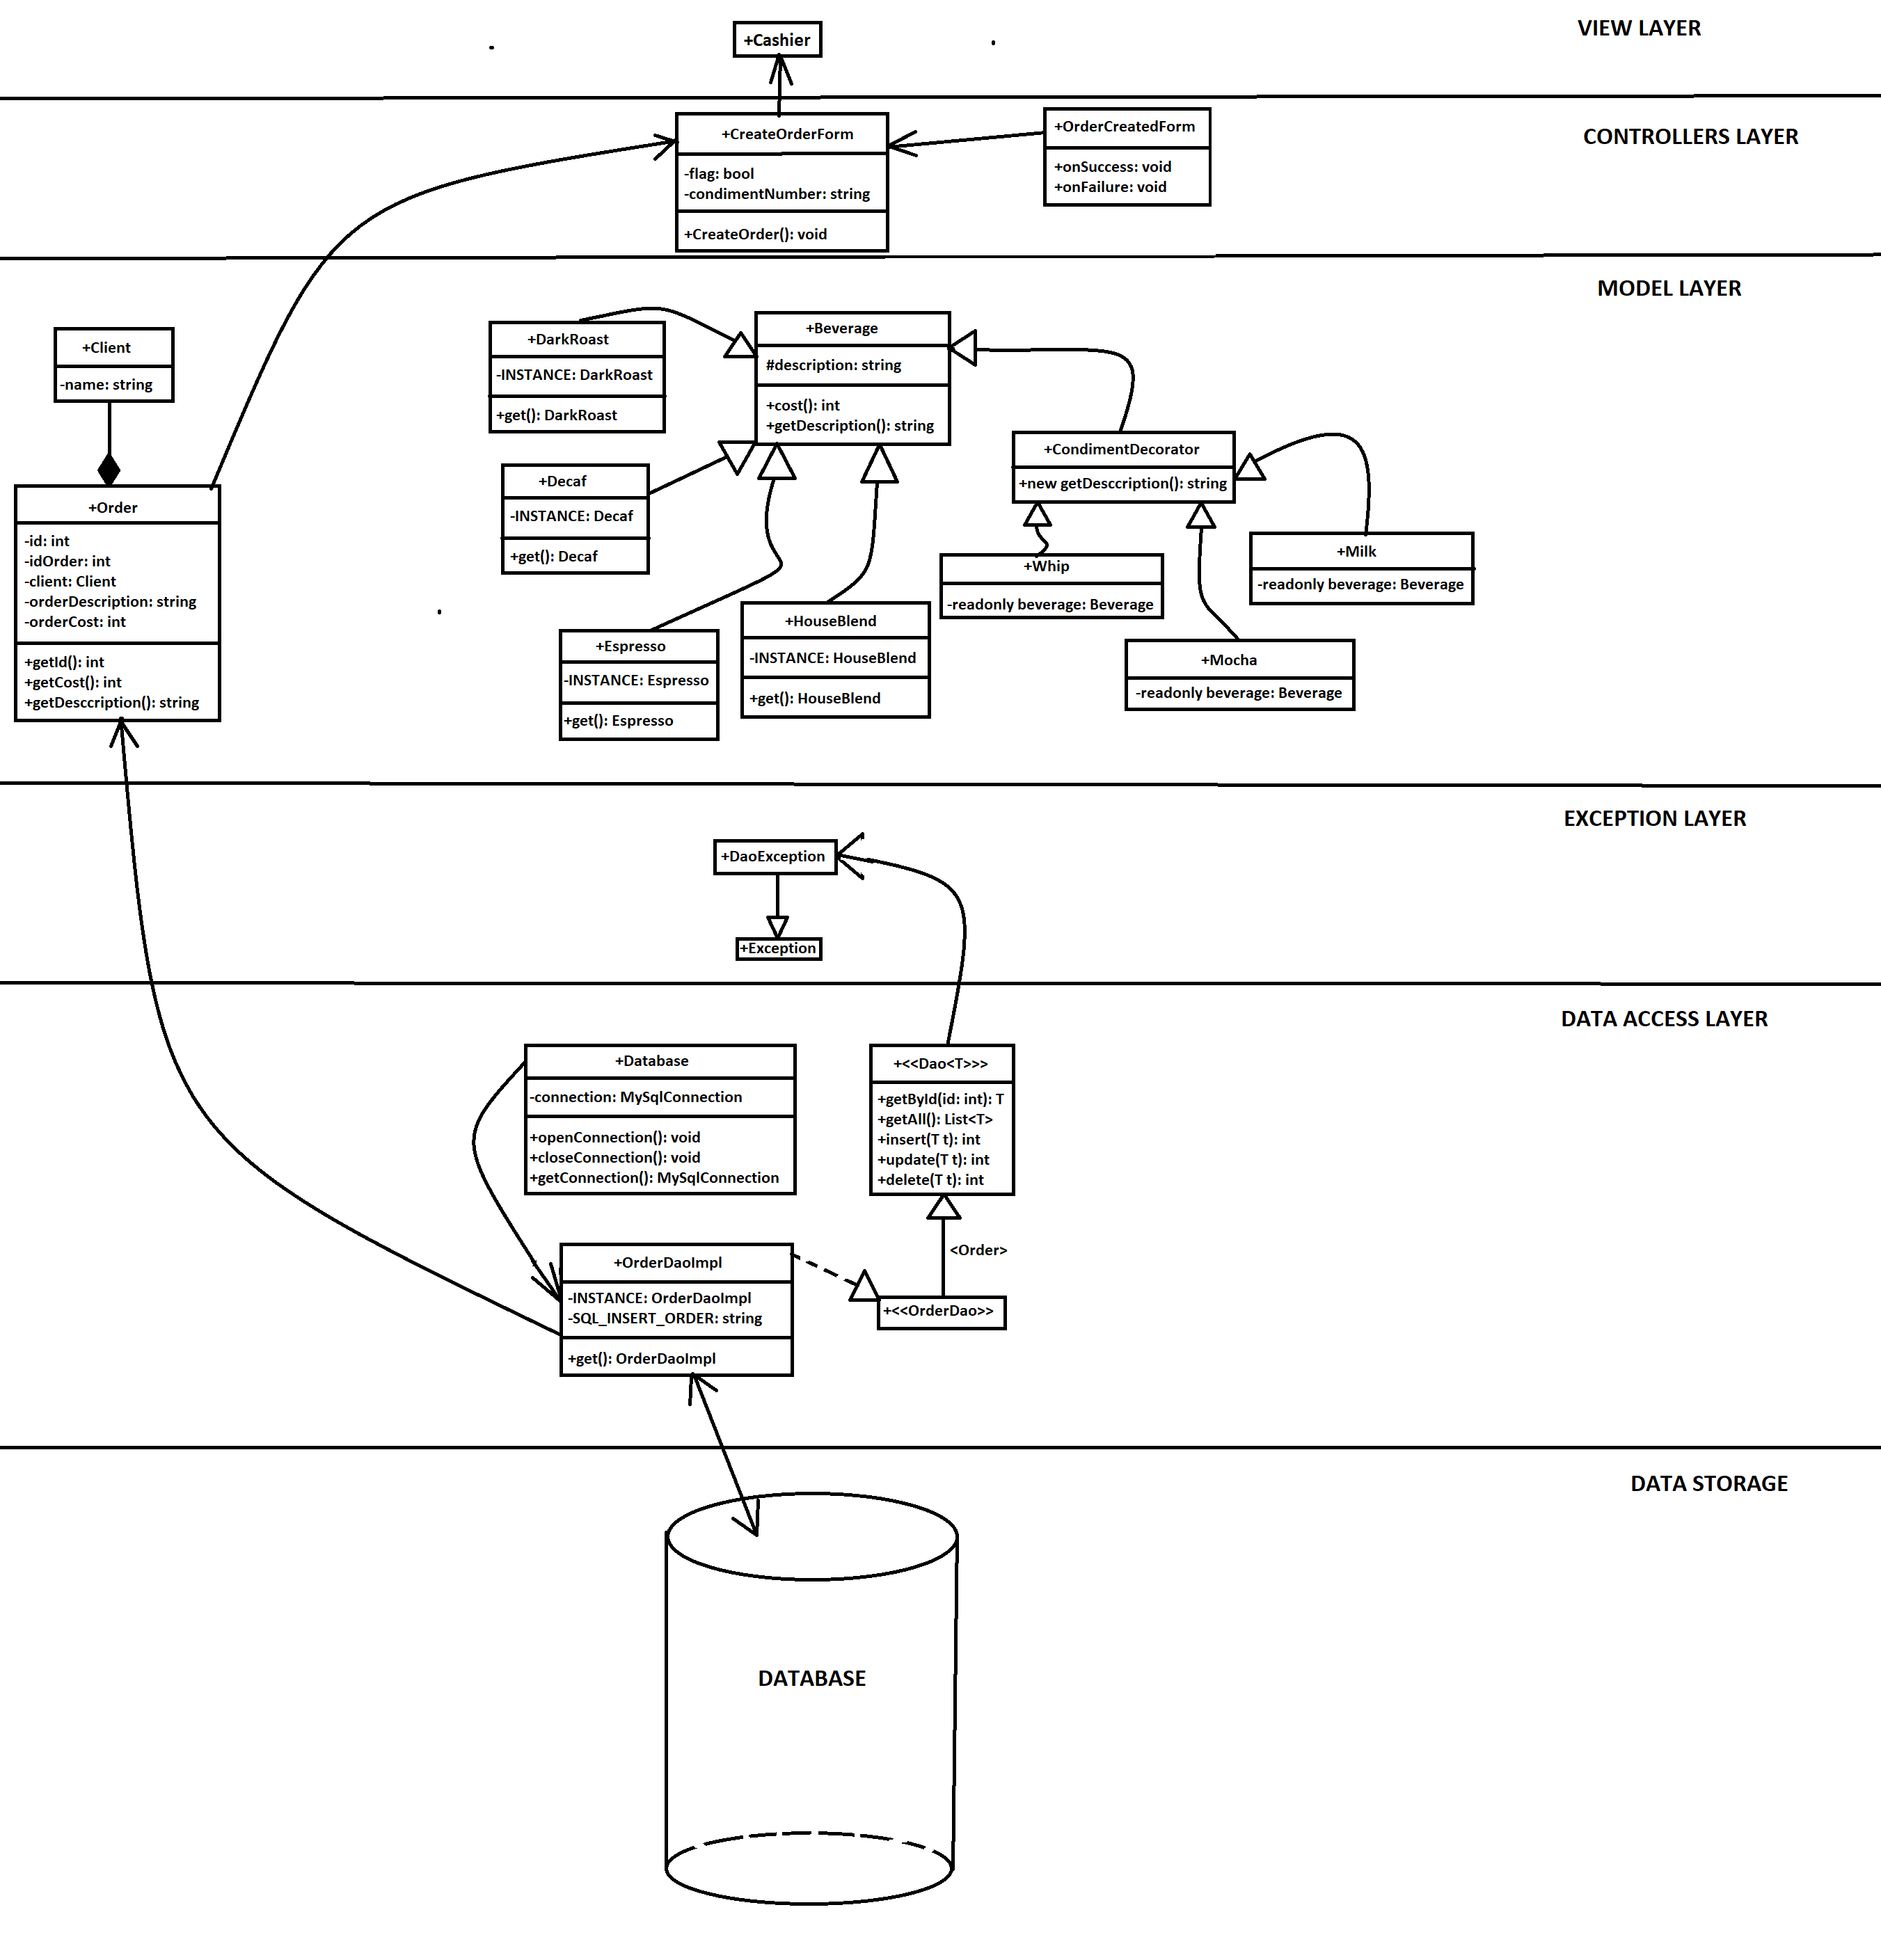 VIEW LAYER
+Cashier
CONTROLLERS LAYER
+CreateOrderForm
-flag: bool
-condimentNumber: string
+CreateOrder(): void
+OrderCreatedForm
+onSuccess: void
+onFailure: void
MODEL LAYER
+Client
-name: string
+Order
-id: int
-idOrder: int
-client: Client
-orderDescription: string
-orderCost: int
+getId(): int
+getCost(): int
+getDesccription(): string
+DarkRoast
-INSTANCE: DarkRoast
+get(): DarkRoast
+Beverage
#description: string
+cost(): int
+getDescription(): string
+Decaf
-INSTANCE: Decaf
+get(): Decaf
+CondimentDecorator
+new getDesccription(): string
+Whip
-readonly beverage: Beverage
+Milk
-readonly beverage: Beverage
+Espresso
-INSTANCE: Espresso
+get(): Espresso
+HouseBlend
-INSTANCE: HouseBlend
+get(): HouseBlend
+Mocha
-readonly beverage: Beverage
EXCEPTION LAYER
+DaoException
+Exception
DATA ACCESS LAYER
+Database
-connection: MySqlConnection
+openConnection(): void
+closeConnection(): void
+getConnection(): MySqlConnection
+<<Dao<T>>>
+getById(id: int): T
+getAll(): List<T>
+insert(T t): int
+update(T t): int
+delete(T t): int
<Order>
+OrderDaoImpl
-INSTANCE: OrderDaoImpl
-SQL_INSERT_ORDER: string
+get(): OrderDaoImpl
+<<OrderDao>>
DATA STORAGE
DATABASE